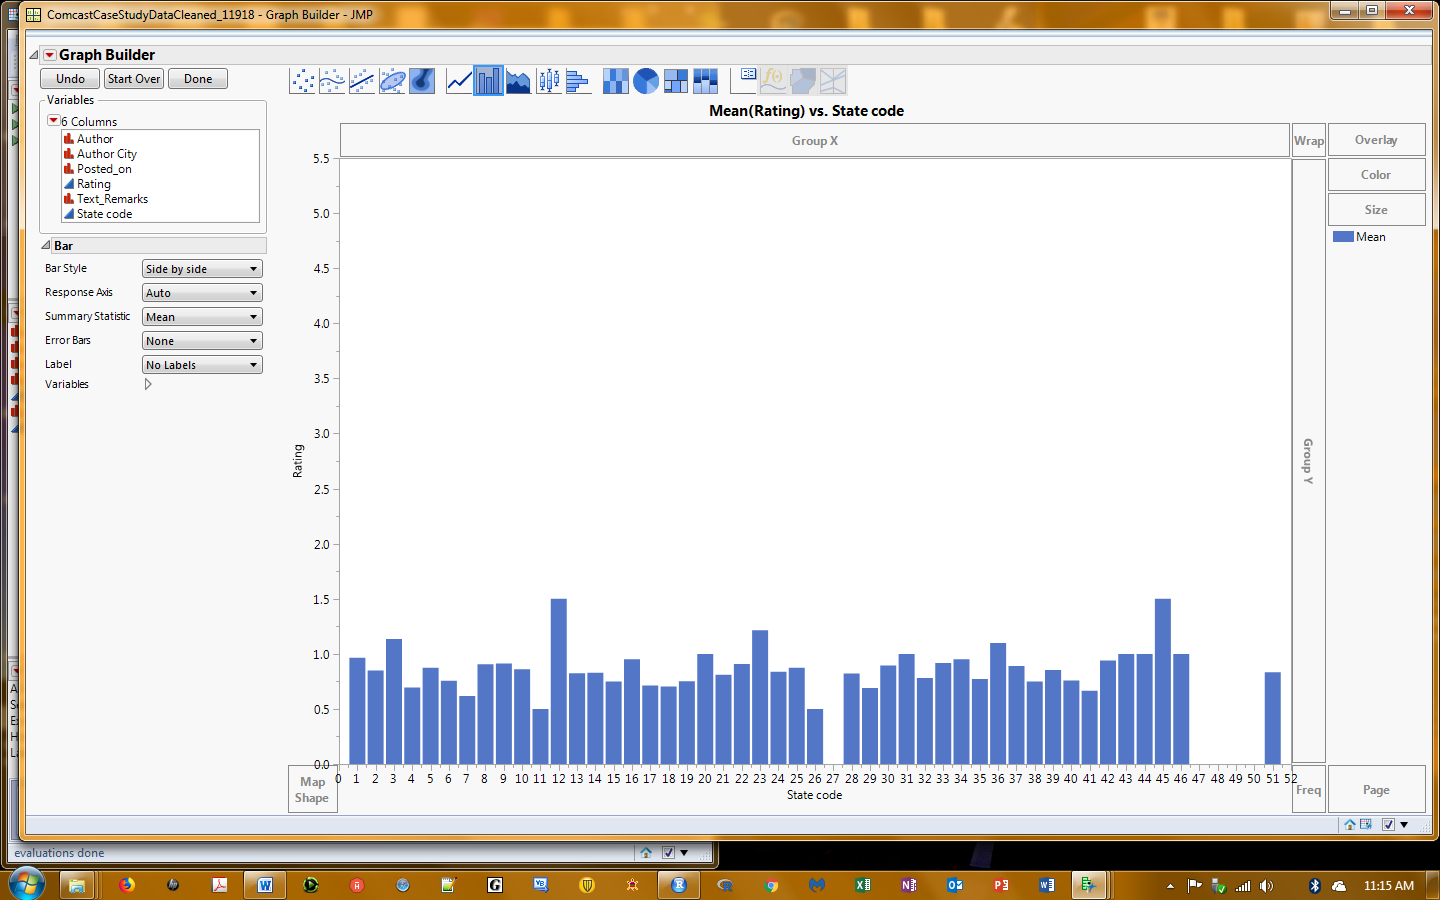 ComcastCaseStudyDataCleaned_11918 - Graph Builder - JMP
Graph Builder
Undo Start Over Done
Variables
6 Columns
Author
Author City
Posted_on
Rating
Text_Remarks
State code
Bar
Bar Style Side by side
Response Axis Auto
Summary Statistic Mean
Error Bars None
Label No Labels
Variables
Mean(Rating) vs. State code
Group X
Wrap
Overlay
Color
Size
Mean
5.5
5.0
4.5
4.0
3.5
3.0
2.5
2.0
1.5
1.0
0.5
0.0
Rating
Group Y
0 1 2 3 4 5 6 7 8 9 10 11 12 13 14 15 16 17 18 19 20 21 22 23 24 25 26 27 28 29 30 31 32 33 34 35 36 37 38 39 40 41 42 43 44 45 46 47 48 49 50 51 52
State code
Map
Shape
Freq
Page
evaluations done
11:15 AM